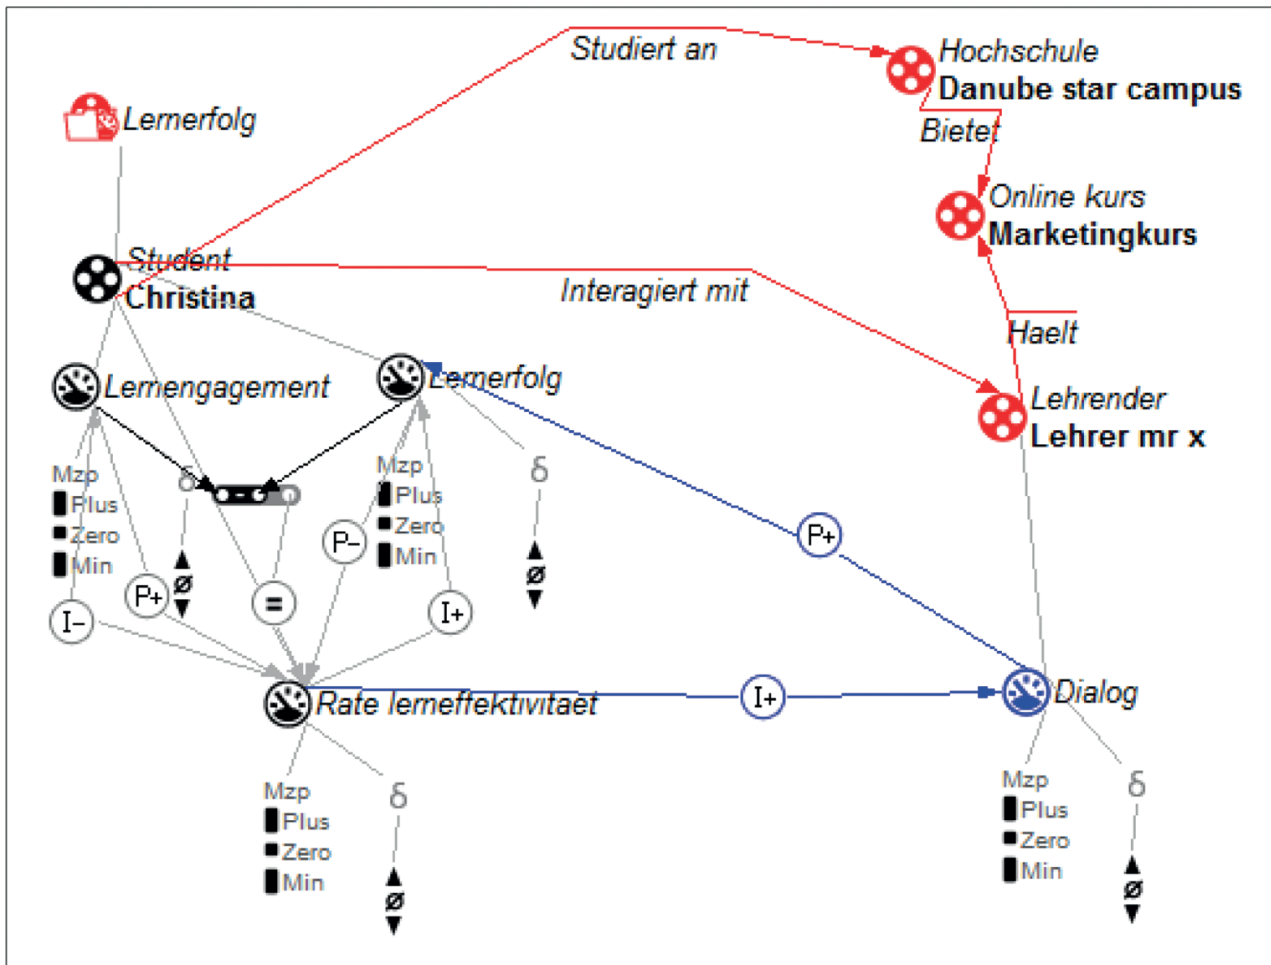 Studiert an
Hochschule
Danube star campus
Bietet
Lernerfolg
Online kurs
Marketingkurs
Student
Christina
Interagiert mit
Haelt
Lernengagement
Lernerfolg
Lehrender
Lehrer mr x
Mzp
Plus
Zero
Min
δ
Mzp
Plus
Zero
Min
δ
P-
P+
I-
P+
=
I+
Rate lerneffektivitaet
I+
Dialog
Mzp
Plus
Zero
Min
δ
Mzp
Plus
Zero
Min
δ